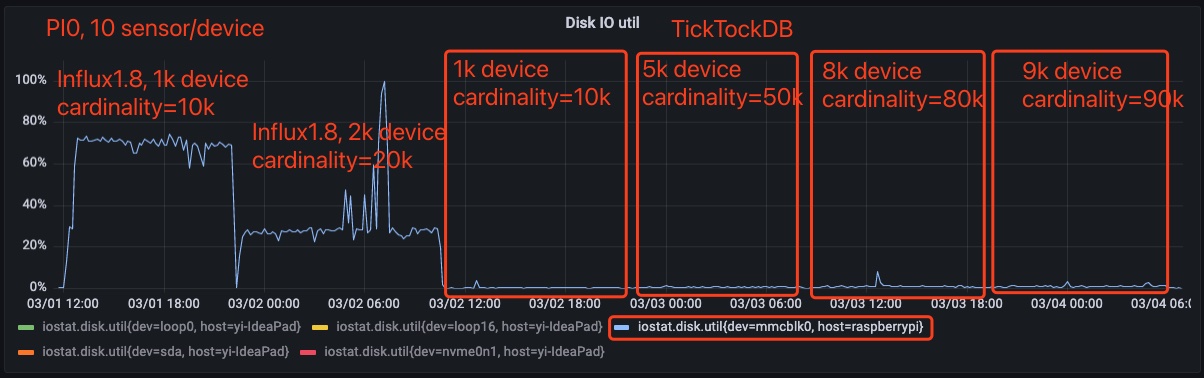 Disk IO util
PI0, 10 sensor/device
TickTockDB
Influx1.8, 1k device
cardinality=10k
Influx1.8, 2k device
cardinality=20k
1k device
cardinality=10k
5k device
cardinality=50k
8k device
cardinality=80k
9k device
cardinality=90k
100%
80%
60%
40%
20%
0%
03/01 12:00 03/01 18:00 03/02 00:00 03/02 06:00 03/02 12:00 03/02 18:00 03/03 00:00 03/03 06:00 03/03 12:00 03/03 18:00 03/04 00:00 03/04 06:0
iostat.disk.util{dev=loop0, host=yi-IdeaPad} iostat.disk.util{dev=loop16, host=yi-IdeaPad} iostat.disk.util{dev=mmcblk0, host=raspberrypi}
iostat.disk.util{dev=sda, host=yi-IdeaPad} iostat.disk.util{dev=nvme0n1, host=yi-IdeaPad}